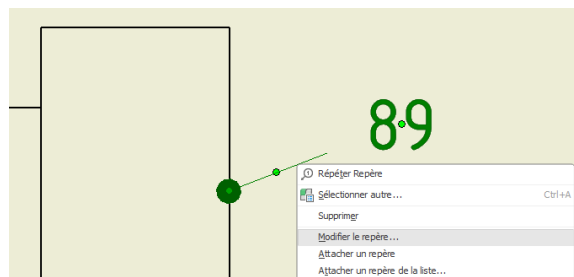 89
Répéter Repère
Sélectionner autre... Ctrl+A
Supprimer
Modifier le repère...
Attacher un repère
Attacher un repère de la liste...